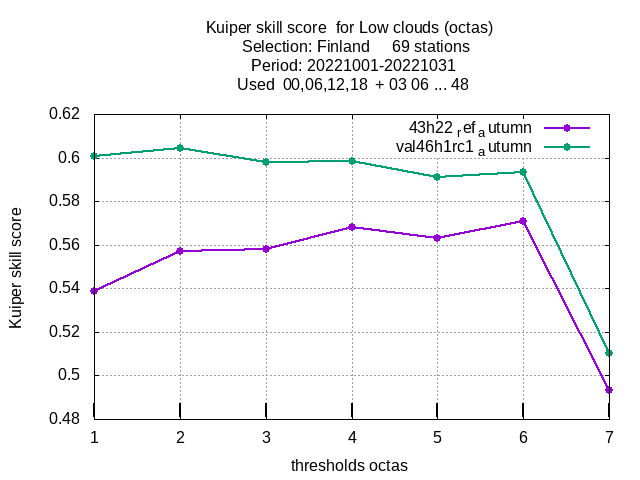 Kuiper skill score  for Low clouds (octas)
Selection: Finland     69 stations
Period: 20221001-20221031
Used  00,06,12,18  + 03 06 ... 48
0.62
43h22 ref autumn
val46h1rc1 autumn
0.6
0.58
0.56
0.54
0.52
0.5
0.48
Kuiper skill score
1 2 3 4 5 6 7
thresholds octas